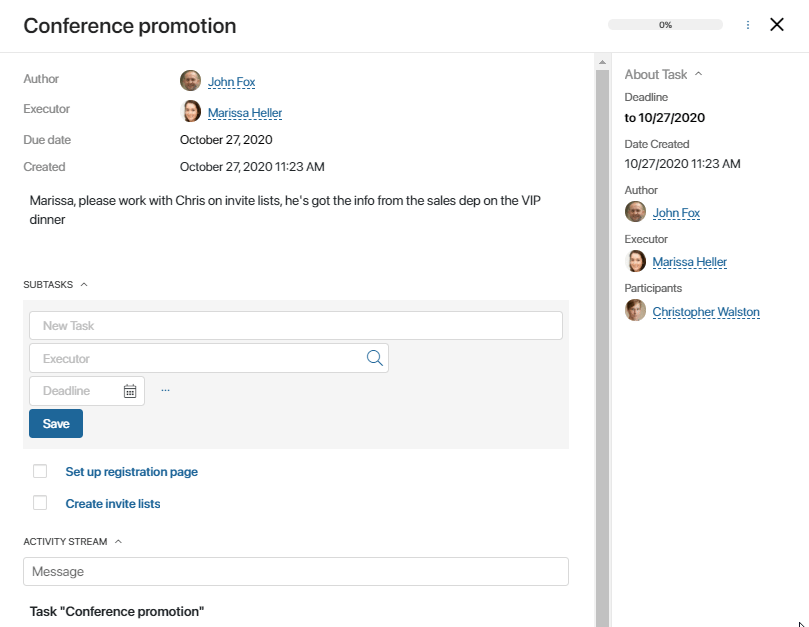 Conference promotion
0%
Author
John Fox
Executor
Marissa Heller
Due date
October 27, 2020
Created
October 27, 2020 11:23 AM
Marissa, please work with Chris on invite lists, he's got the info from the sales dep on the VIP
dinner
SUBTASKS
New Task
Executor
Deadline
...
Save
Set up registration page
Create invite lists
ACTIVITY STREAM
Message
Task "Conference promotion"
About Task
Deadline
to 10/27/2020
Date Created
10/27/2020 11:23 AM
Author
John Fox
Executor
Marissa Heller
Participants
Christopher Walston